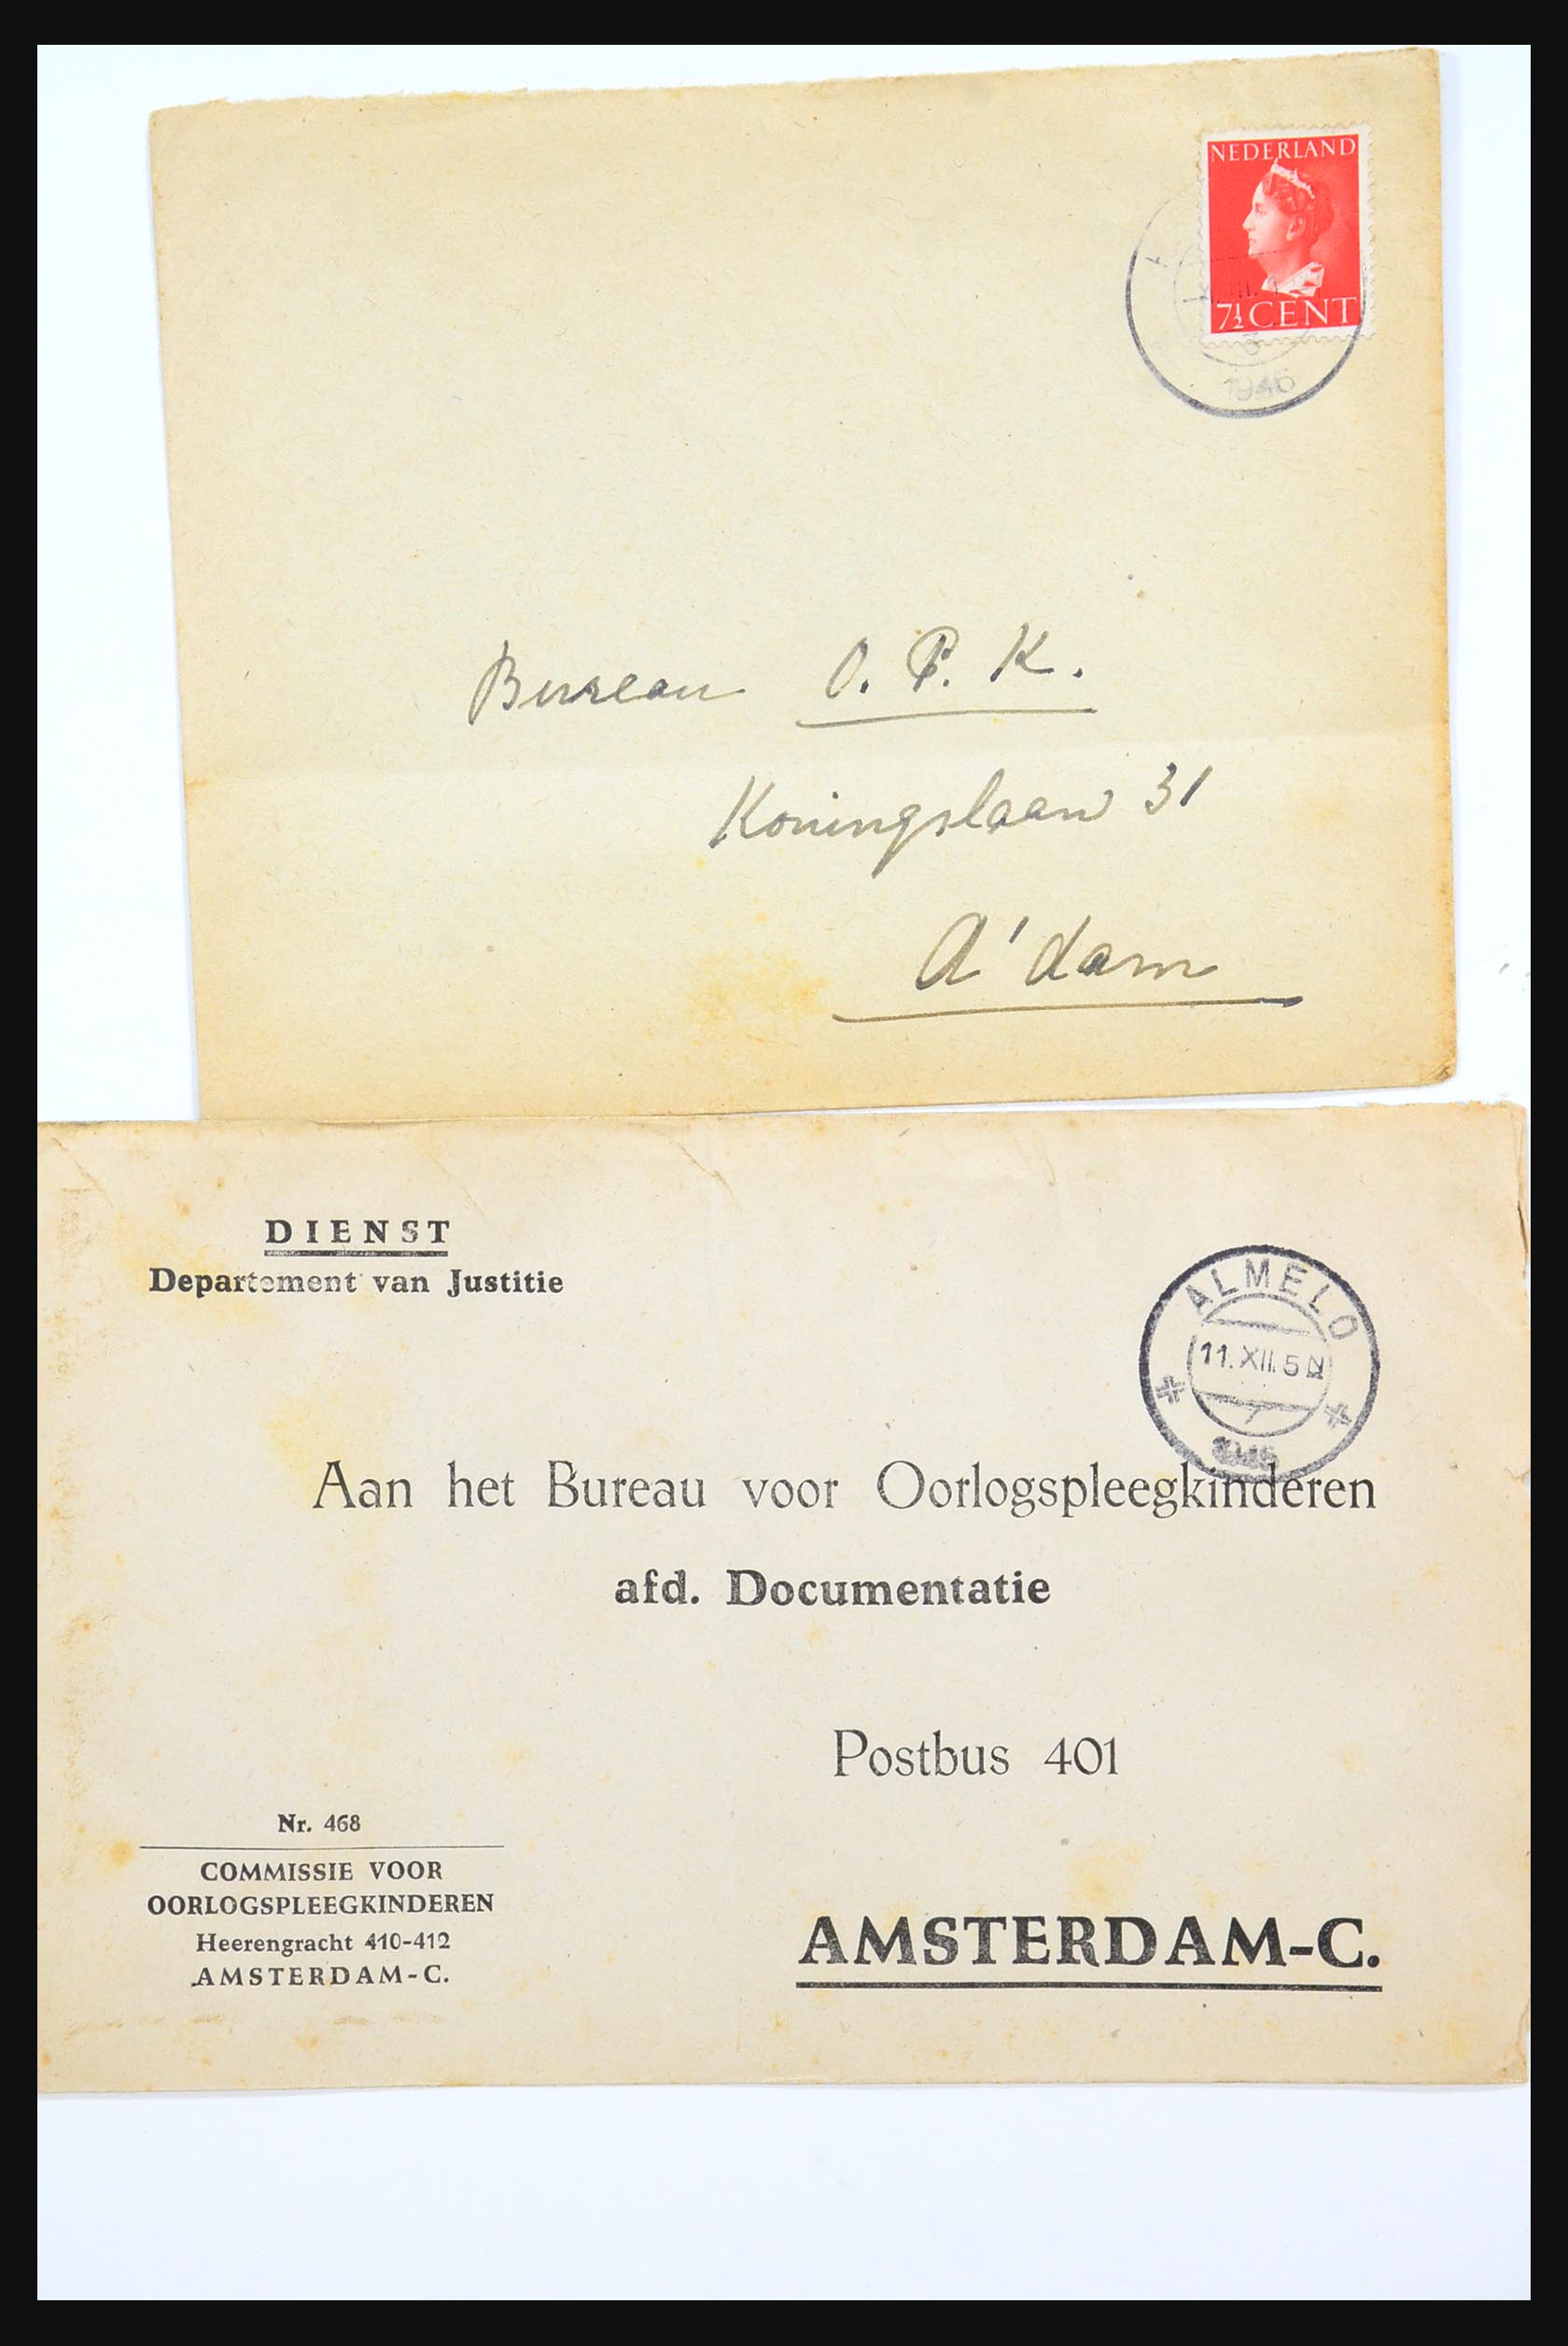 NEDERLAND
7½ CENT
1946
Bureau O. P. K.
Koningslaan 31
A'dam
DIENST
Departement van Justitie
ALMELO
11.XII.5 N
1945
Aan het Bureau voor Oorlogspleegkinderen
afd. Documentatie
Postbus 401
Nr. 468
COMMISSIE VOOR
OORLOGSPLEEGKINDEREN
Heerengracht 410-412
AMSTERDAM-C.
AMSTERDAM-C.